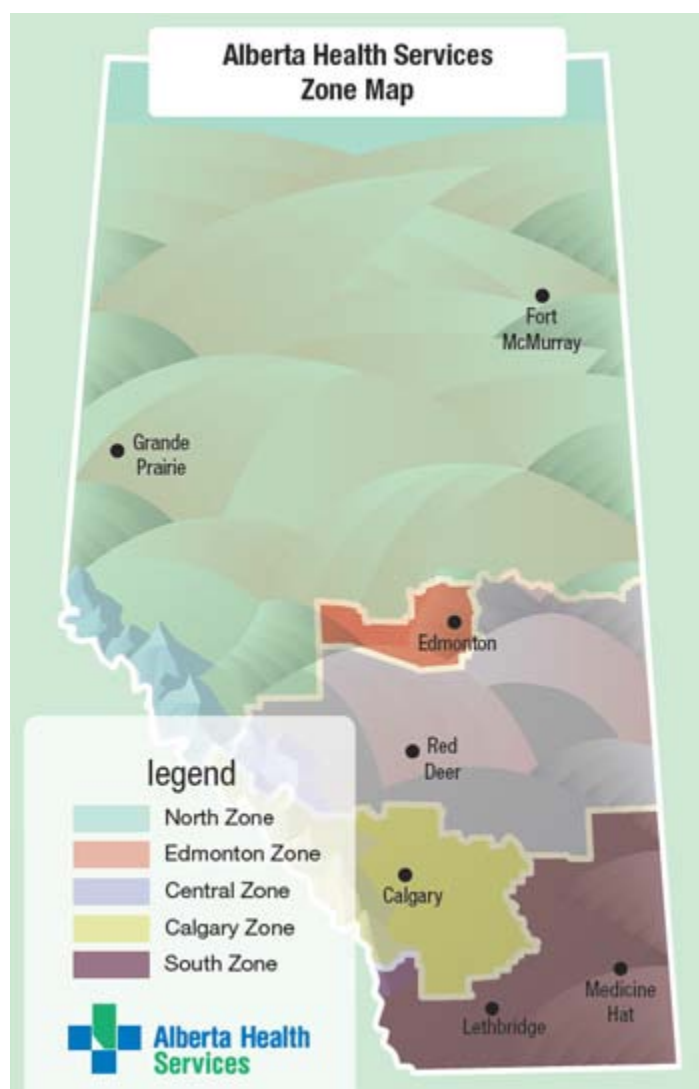 Alberta Health Services
Zone Map
Fort
McMurray
Grande
Prairie
Edmonton
Red
Deer
Calgary
Medicine
Hat
Lethbridge
legend
North Zone
Edmonton Zone
Central Zone
Calgary Zone
South Zone
Alberta Health
Services